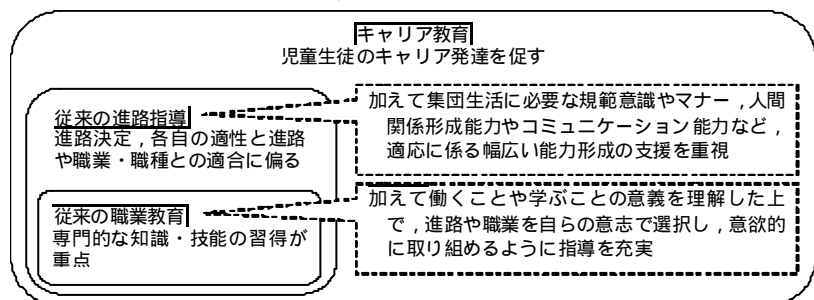 キャリア教育
児童生徒のキャリア発達を促す
従来の進路指導
進路決定，各自の適性と進路
や職業・職種との適合に偏る
加えて集団生活に必要な規範意識やマナー，人間
関係形成能力やコミュニケーション能力など，
適応に係る幅広い能力形成の支援を重視
従来の職業教育
専門的な知識・技能の習得が
重点
加えて働くことや学ぶことの意義を理解した上
で，進路や職業を自らの意志で選択し，意欲的
に取り組めるように指導を充実